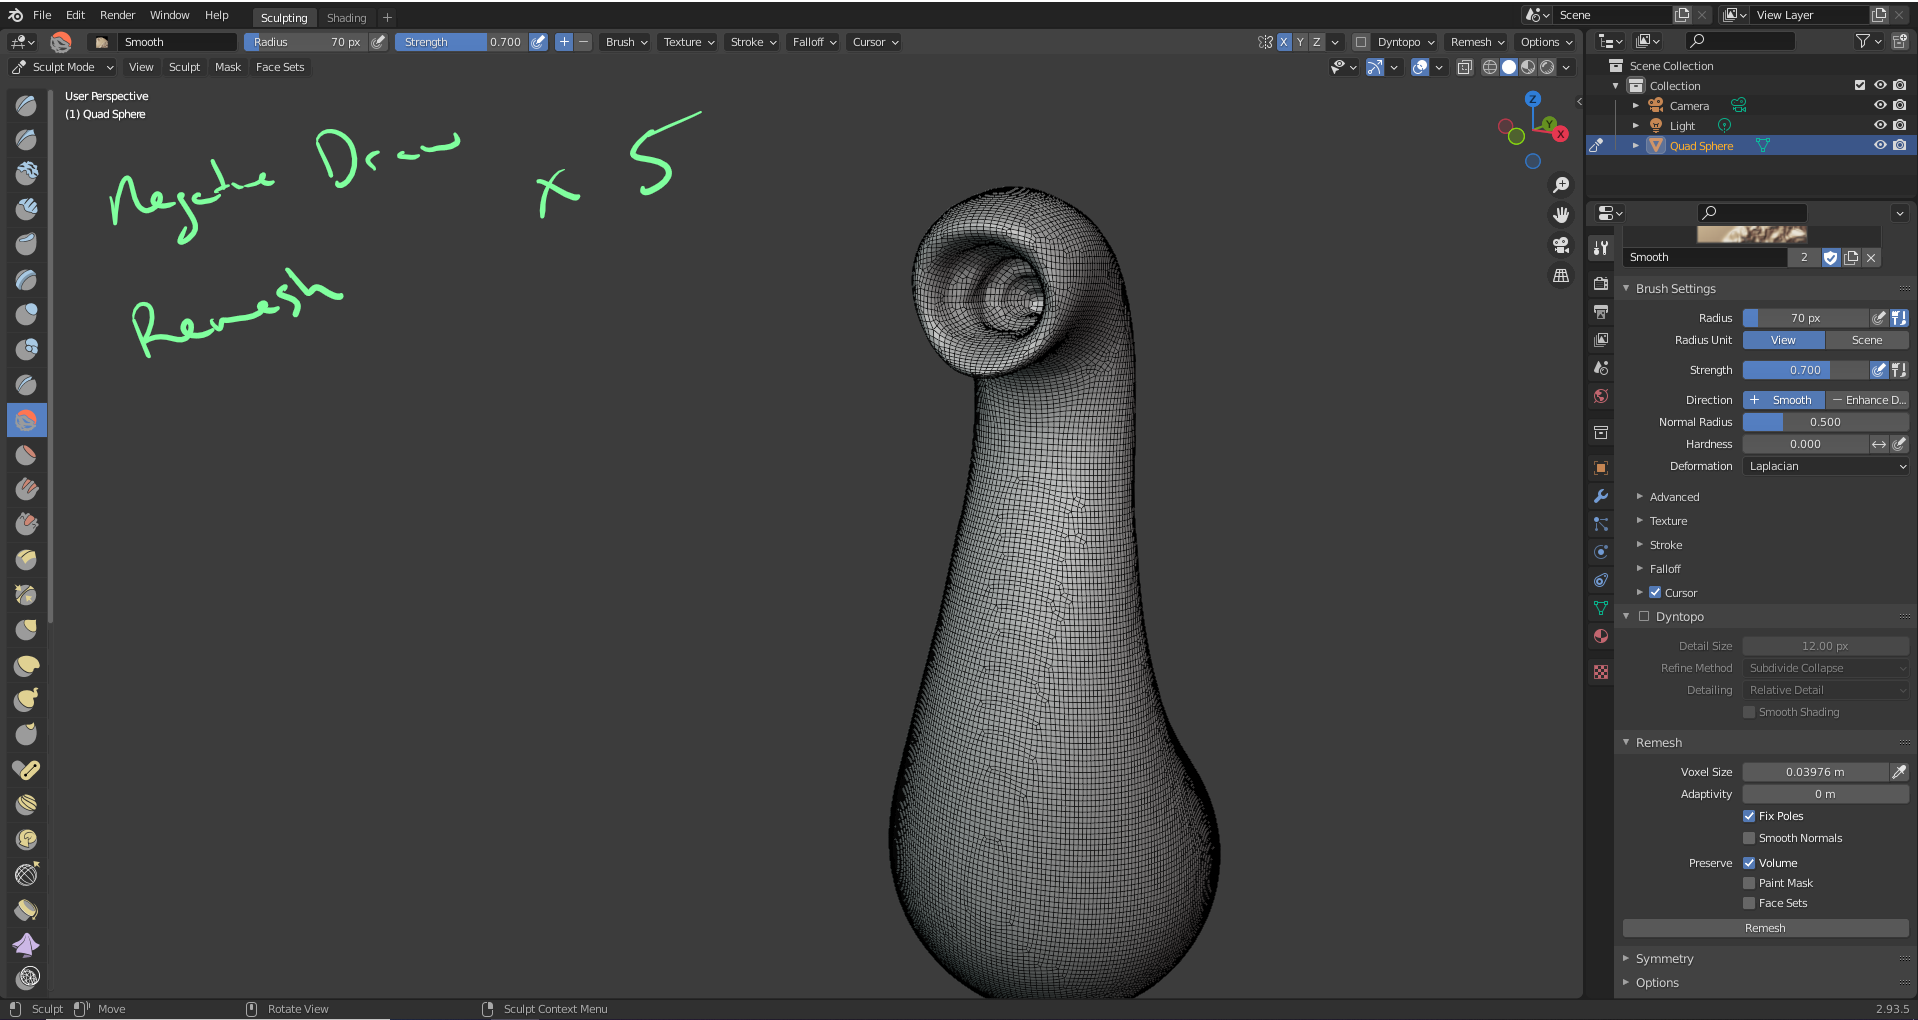 File Edit Render Window Help Sculpting Shading + Scene View Layer
Smooth Radius 70 px Strength 0.700 + − Brush Texture Stroke Falloff Cursor X Y Z Dyntopo Remesh Options
Sculpt Mode View Sculpt Mask Face Sets
User Perspective
(1) Quad Sphere
Negative Draw x 5
Remesh
Z
Y
X
Scene Collection
Collection
Camera
Light
Quad Sphere
Smooth 2
Brush Settings
Radius 70 px
Radius Unit View Scene
Strength 0.700
Direction + Smooth − Enhance D...
Normal Radius 0.500
Hardness 0.000
Deformation Laplacian
Advanced
Texture
Stroke
Falloff
Cursor
Dyntopo
Detail Size 12.00 px
Refine Method Subdivide Collapse
Detailing Relative Detail
Smooth Shading
Remesh
Voxel Size 0.03976 m
Adaptivity 0 m
Fix Poles
Smooth Normals
Preserve Volume
Paint Mask
Face Sets
Remesh
Symmetry
Options
Sculpt Move Rotate View Sculpt Context Menu 2.93.5